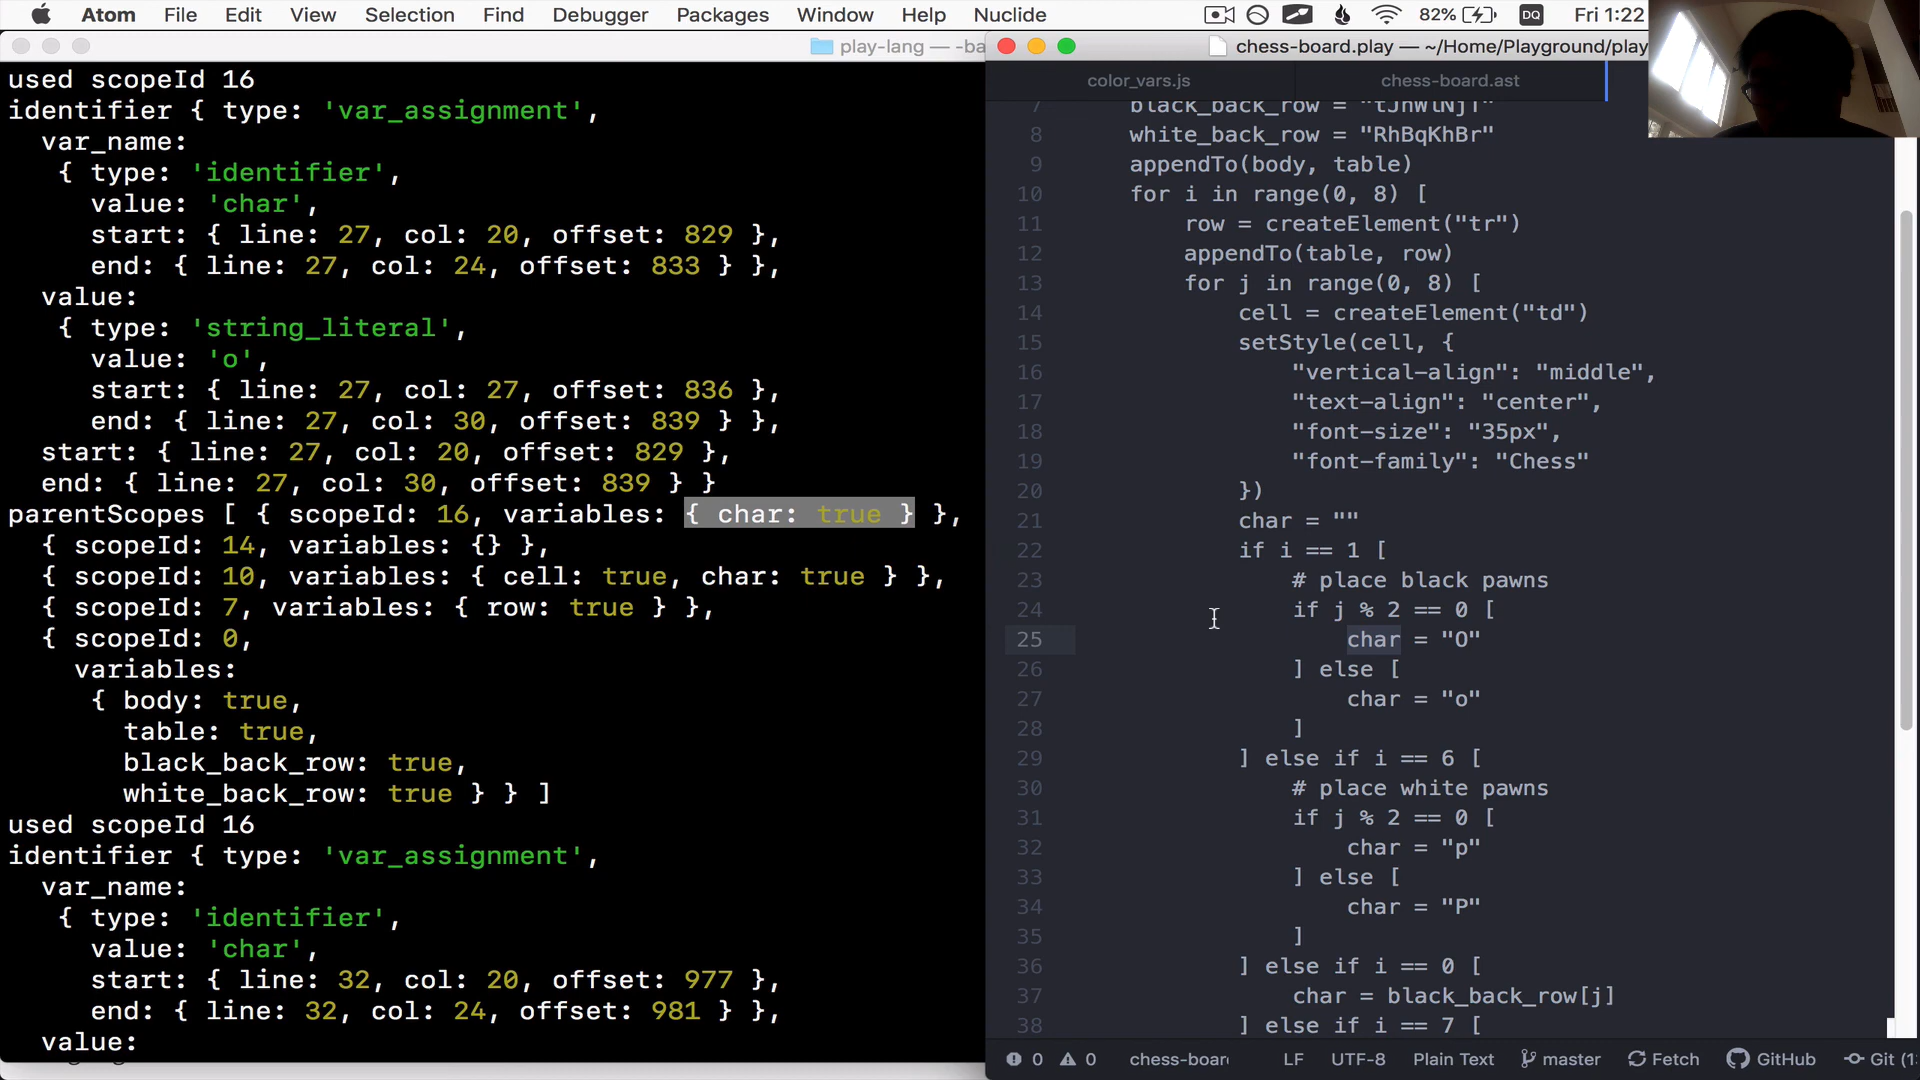 Atom File Edit View Selection Find Debugger Packages Window Help Nuclide 82% DQ Fri 1:22
play-lang — -ba
used scopeId 16
identifier { type: 'var_assignment',
var_name:
{ type: 'identifier',
value: 'char',
start: { line: 27, col: 20, offset: 829 },
end: { line: 27, col: 24, offset: 833 } },
value:
{ type: 'string_literal',
value: 'o',
start: { line: 27, col: 27, offset: 836 },
end: { line: 27, col: 30, offset: 839 } },
start: { line: 27, col: 20, offset: 829 },
end: { line: 27, col: 30, offset: 839 } }
parentScopes [ { scopeId: 16, variables: { char: true } },
{ scopeId: 14, variables: {} },
{ scopeId: 10, variables: { cell: true, char: true } },
{ scopeId: 7, variables: { row: true } },
{ scopeId: 0,
variables:
{ body: true,
table: true,
black_back_row: true,
white_back_row: true } } ]
used scopeId 16
identifier { type: 'var_assignment',
var_name:
{ type: 'identifier',
value: 'char',
start: { line: 32, col: 20, offset: 977 },
end: { line: 32, col: 24, offset: 981 } },
value:
chess-board.play — ~/Home/Playground/play
color_vars.js chess-board.ast
7 black_back_row =
8 white_back_row = "RhBqKhBr"
9 appendTo(body, table)
10 for i in range(0, 8) [
11 row = createElement("tr")
12 appendTo(table, row)
13 for j in range(0, 8) [
14 cell = createElement("td")
15 setStyle(cell, {
16 "vertical-align": "middle",
17 "text-align": "center",
18 "font-size": "35px",
19 "font-family": "Chess"
20 })
21 char = ""
22 if i == 1 [
23 # place black pawns
24 if j % 2 == 0 [
25 char = "O"
26 ] else [
27 char = "o"
28 ]
29 ] else if i == 6 [
30 # place white pawns
31 if j % 2 == 0 [
32 char = "p"
33 ] else [
34 char = "P"
35 ]
36 ] else if i == 0 [
37 char = black_back_row[j]
38 ] else if i == 7 [
0 0 chess-boar LF UTF-8 Plain Text master Fetch GitHub Git (1